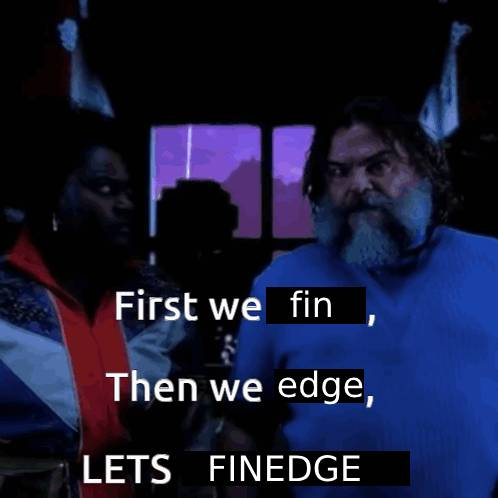 First we fin,
Then we edge,
LETS FINEDGE